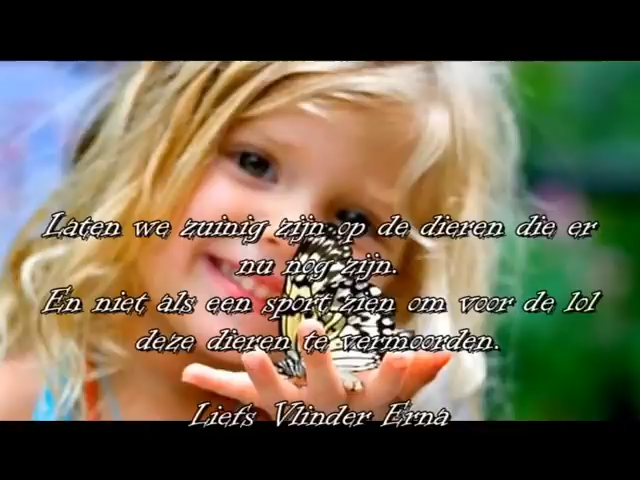 Laten we zuinig zijn op de dieren die er
nu nog zijn.
En niet als een sport zien om voor de lol
deze dieren te vermoorden.
Liefs Vlinder Erna